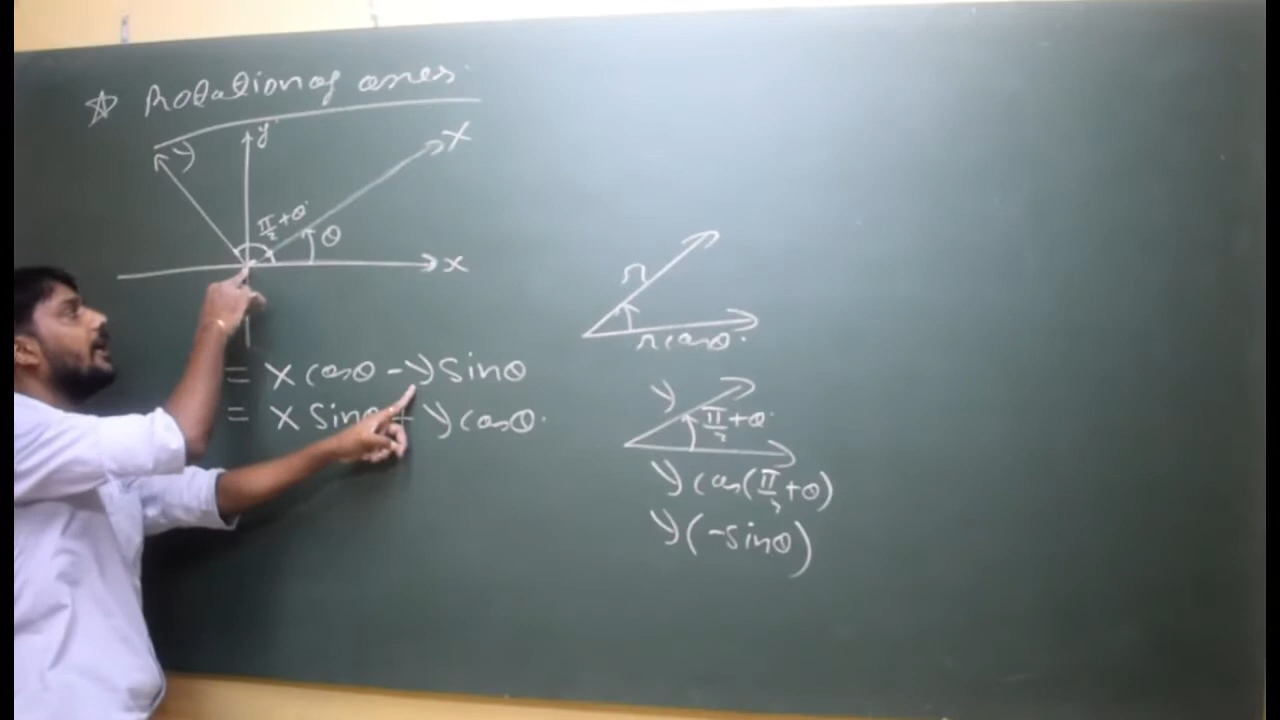 ☆ Rotation of axes.
y
y
X
π/2 + θ
θ
x
r
r cosθ.
= X cosθ - y sinθ
= X sinθ + y cosθ.
y
π/2 + θ
y cos(π/2 + θ)
y(-sinθ)